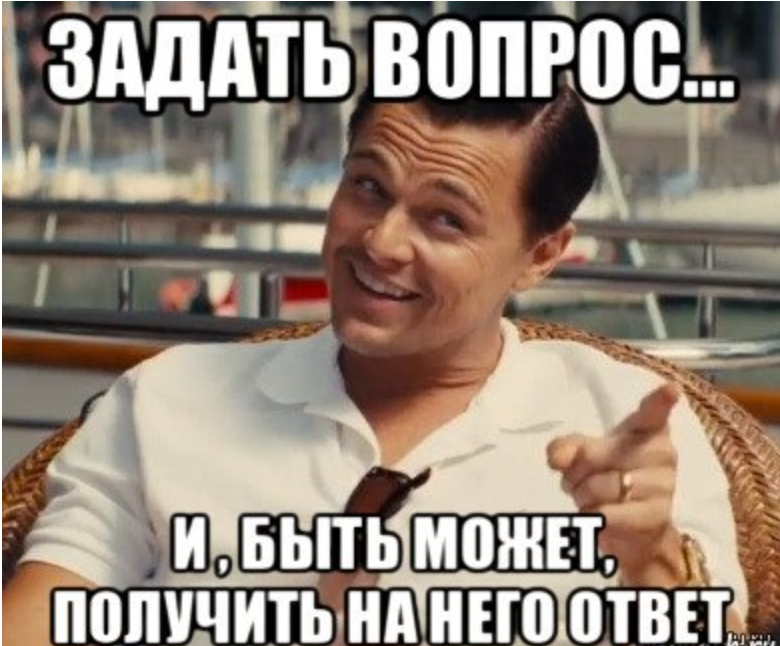 ЗАДАТЬ ВОПРОС...
И , БЫТЬ МОЖЕТ,
ПОЛУЧИТЬ НА НЕГО ОТВЕТ